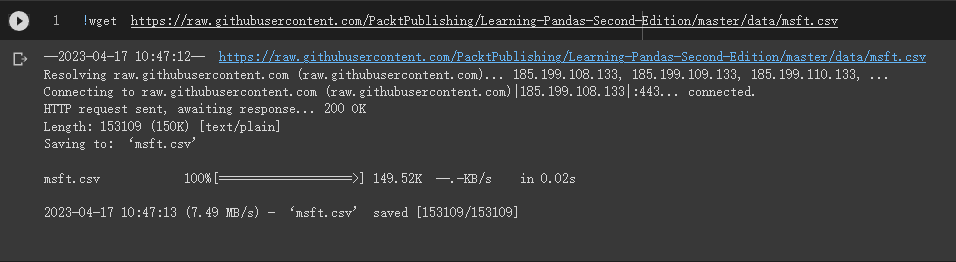 1 !wget https://raw.githubusercontent.com/PacktPublishing/Learning-Pandas-Second-Edition/master/data/msft.csv
--2023-04-17 10:47:12-- https://raw.githubusercontent.com/PacktPublishing/Learning-Pandas-Second-Edition/master/data/msft.csv
Resolving raw.githubusercontent.com (raw.githubusercontent.com)... 185.199.108.133, 185.199.109.133, 185.199.110.133, ...
Connecting to raw.githubusercontent.com (raw.githubusercontent.com)|185.199.108.133|:443... connected.
HTTP request sent, awaiting response... 200 OK
Length: 153109 (150K) [text/plain]
Saving to: ‘msft.csv’
msft.csv 100%[===================>] 149.52K --.-KB/s in 0.02s
2023-04-17 10:47:13 (7.49 MB/s) - ‘msft.csv’ saved [153109/153109]